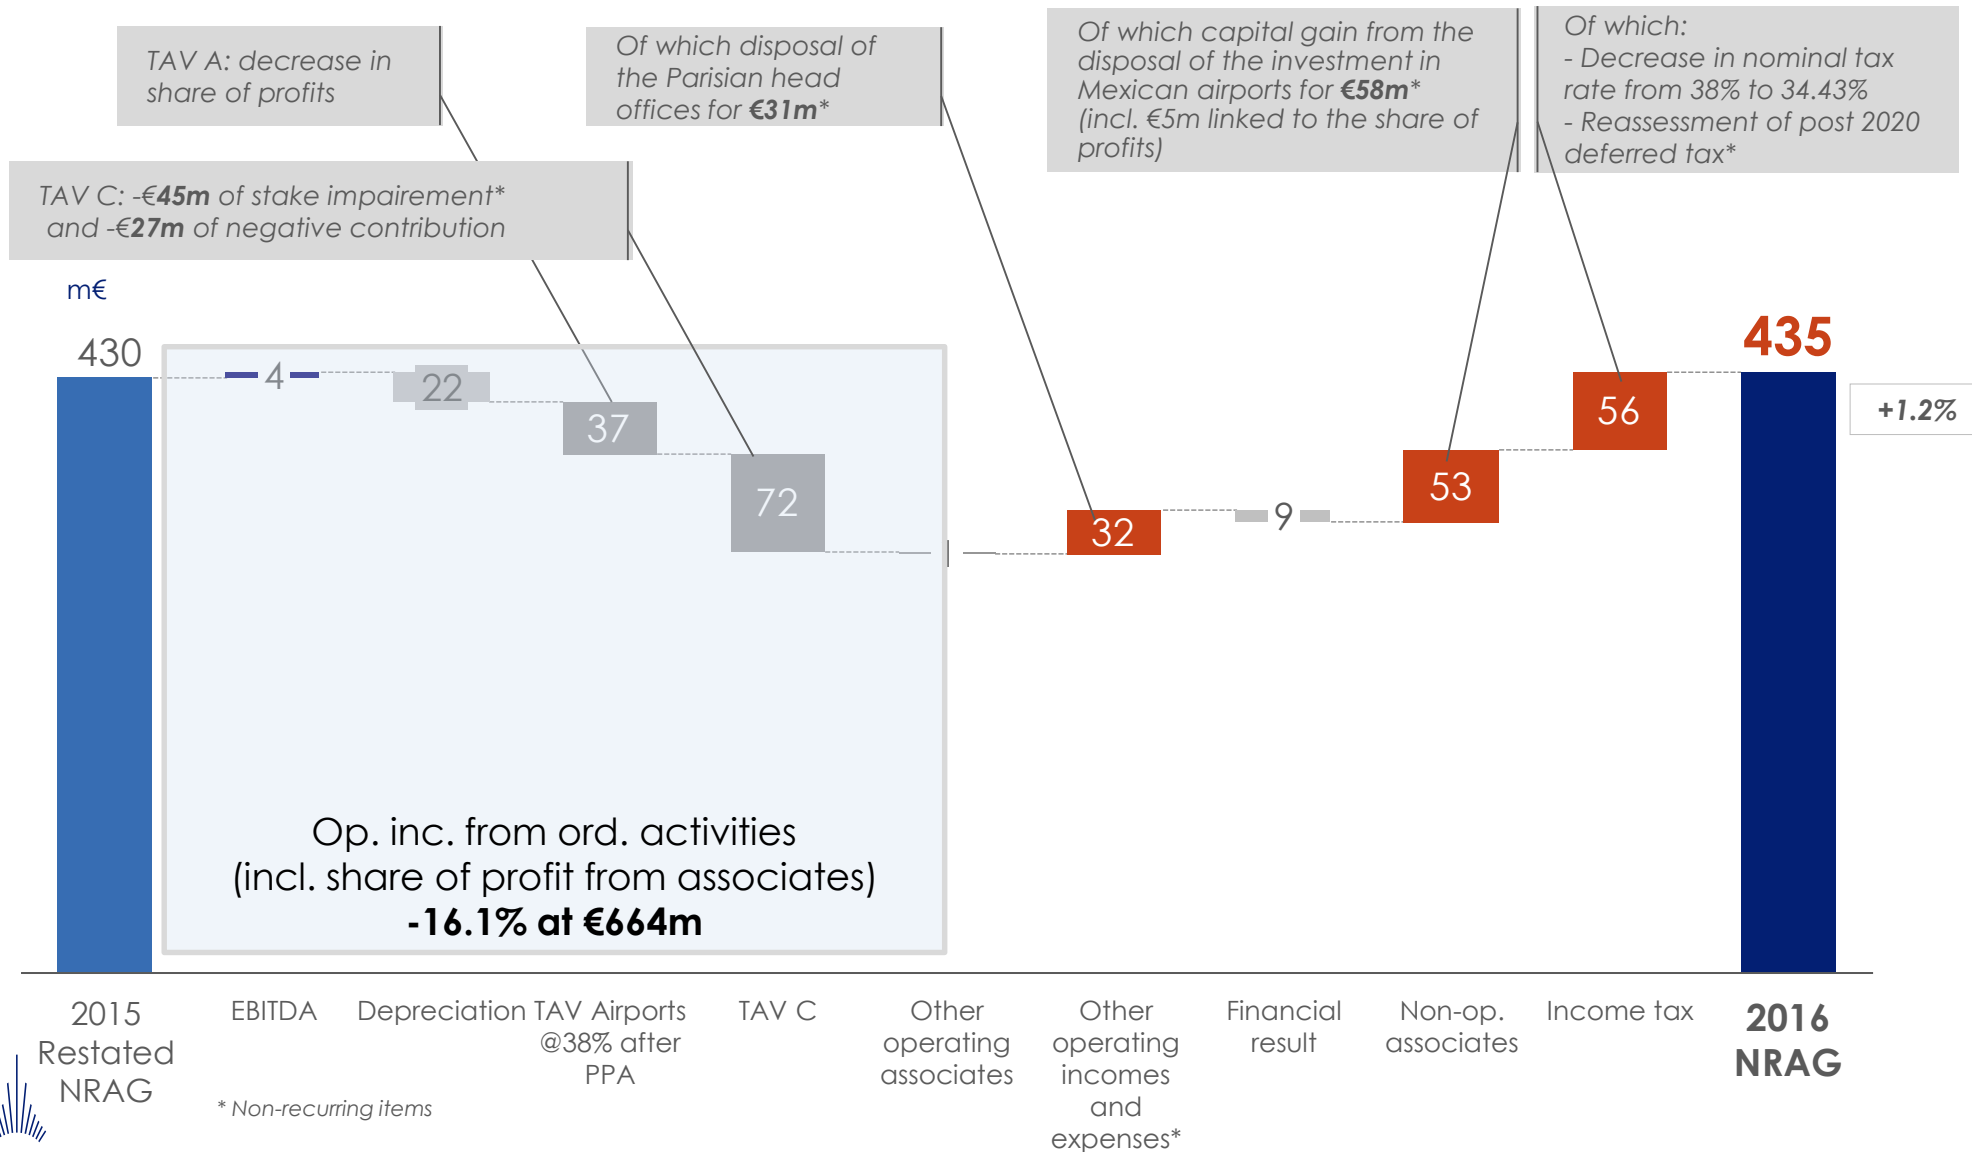 TAV A: decrease in
share of profits
Of which disposal of
the Parisian head
offices for €31m*
Of which capital gain from the
disposal of the investment in
Mexican airports for €58m*
(incl. €5m linked to the share of
profits)
Of which:
- Decrease in nominal tax
rate from 38% to 34.43%
- Reassessment of post 2020
deferred tax*
TAV C: -€45m of stake impairement*
and -€27m of negative contribution
m€
430
4
22
37
72
32
9
53
56
435
+1.2%
Op. inc. from ord. activities
(incl. share of profit from associates)
-16.1% at €664m
2015
Restated
NRAG
EBITDA
Depreciation
TAV Airports
@38% after
PPA
TAV C
Other
operating
associates
Other
operating
incomes
and
expenses*
Financial
result
Non-op.
associates
Income tax
2016
NRAG
* Non-recurring items